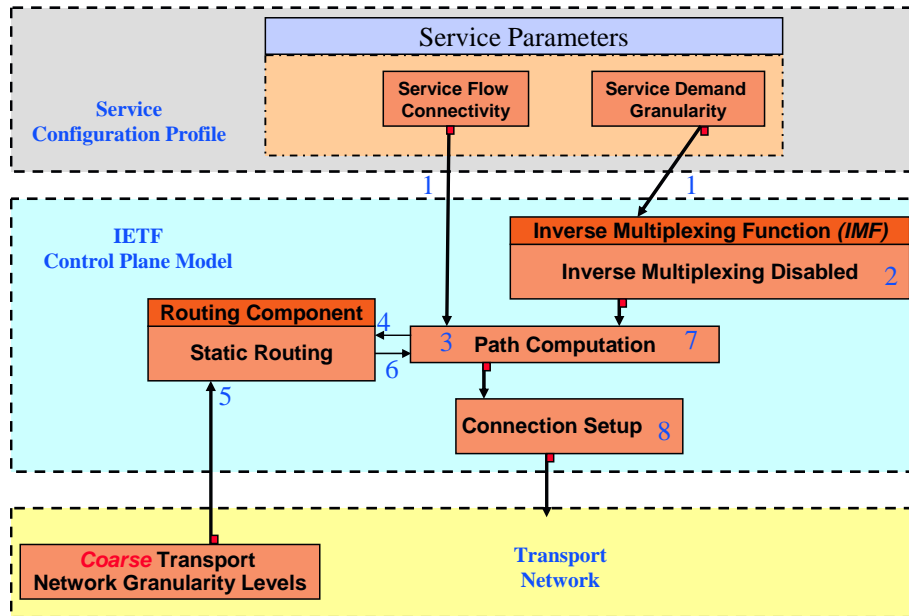 Service Parameters
Service Flow
Connectivity
Service Demand
Granularity
Service
Configuration Profile
1
1
IETF
Control Plane Model
Inverse Multiplexing Function (IMF)
Inverse Multiplexing Disabled
2
Routing Component
Static Routing
4
6
3
Path Computation
7
5
Connection Setup
8
Coarse Transport
Network Granularity Levels
Transport
Network